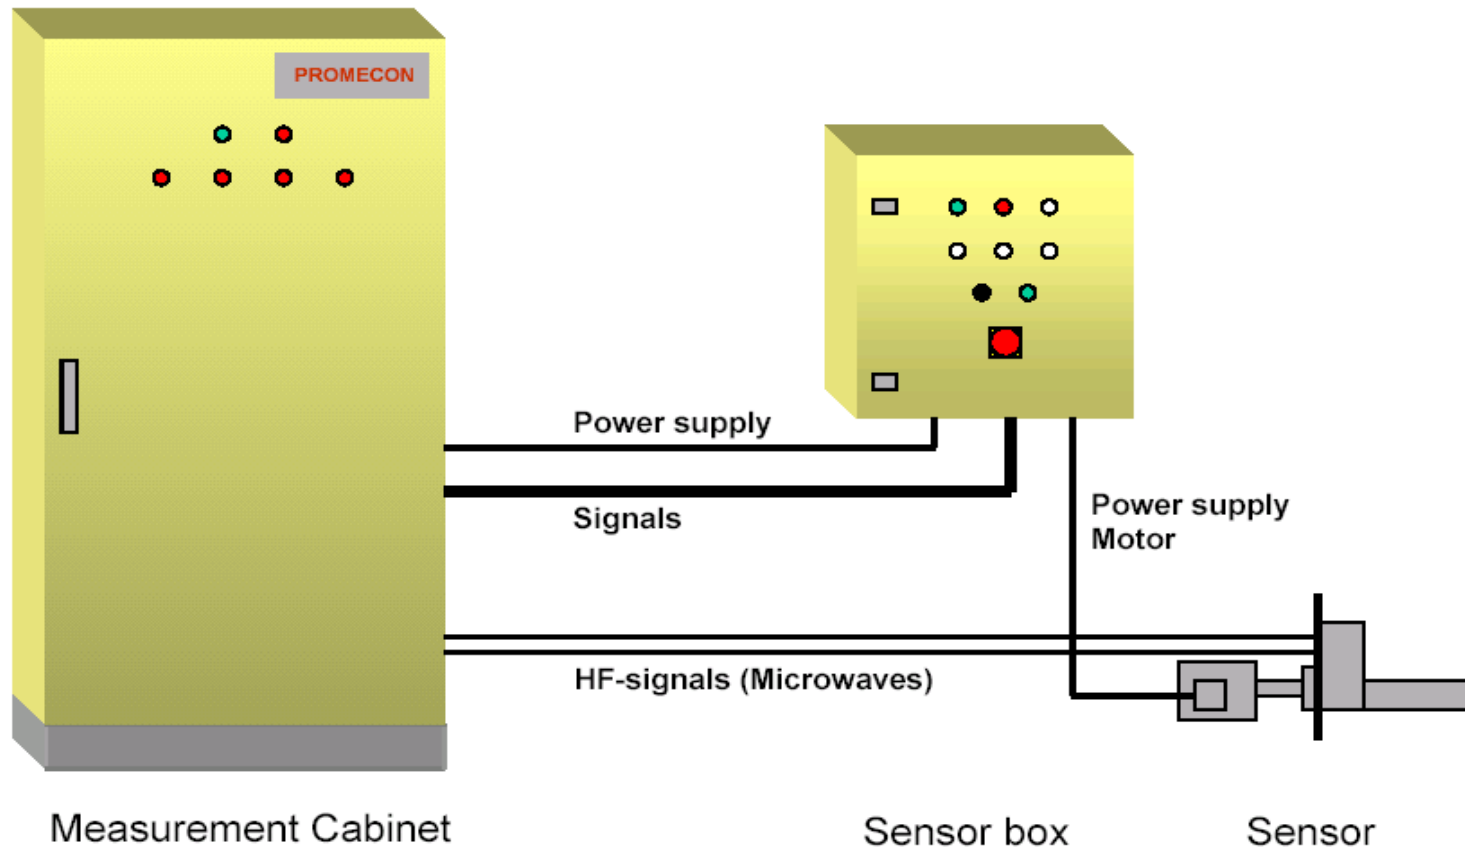 PROMECON
Power supply
Signals
Power supply
Motor
HF-signals (Microwaves)
Measurement Cabinet
Sensor box
Sensor